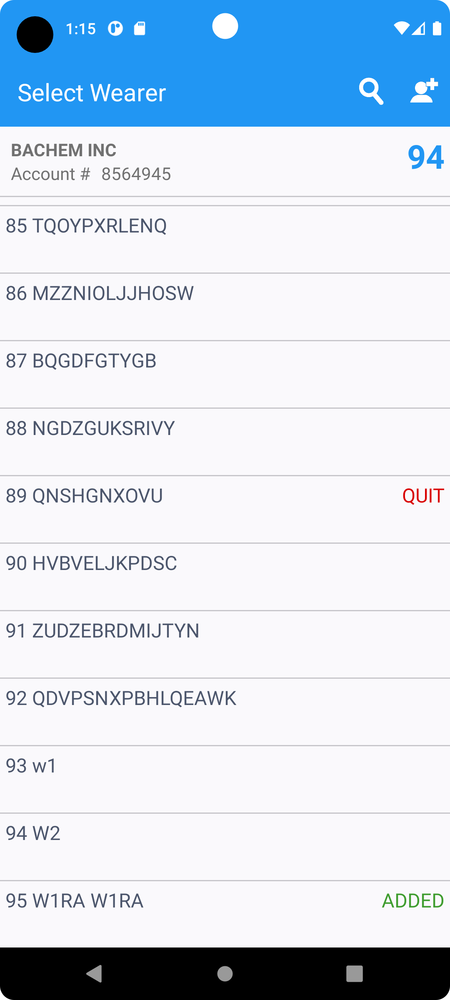 1:15
Select Wearer
BACHEM INC
94
Account # 8564945
85 TQOYPXRLENQ
86 MZZNIOLJJHOSW
87 BQGDFGTYGB
88 NGDZGUKSRIVY
89 QNSHGNXOVU QUIT
90 HVBVELJKPDSC
91 ZUDZEBRDMIJTYN
92 QDVPSNXPBHLQEAWK
93 w1
94 W2
95 W1RA W1RA ADDED